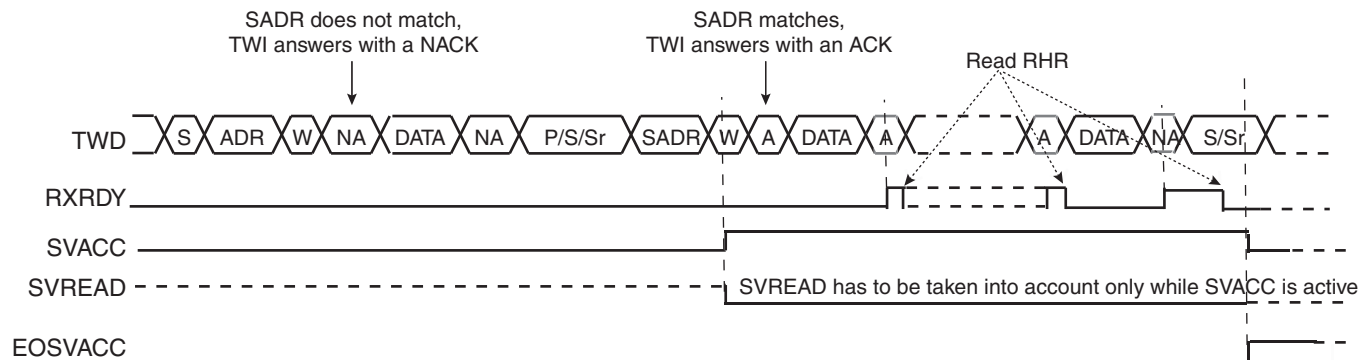 SADR does not match,
TWI answers with a NACK
SADR matches,
TWI answers with an ACK
Read RHR
TWD S ADR W NA DATA NA P/S/Sr SADR W A DATA A A DATA NA S/Sr
RXRDY
SVACC
SVREAD SVREAD has to be taken into account only while SVACC is active
EOSVACC